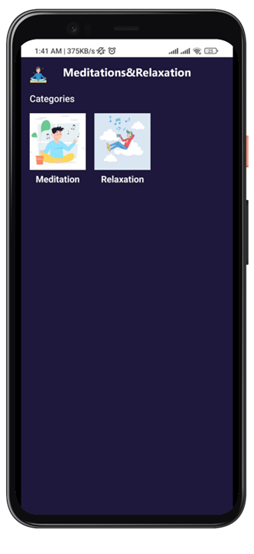 1:41 AM | 375KB/s
Meditations&Relaxation
Categories
Meditation
Relaxation